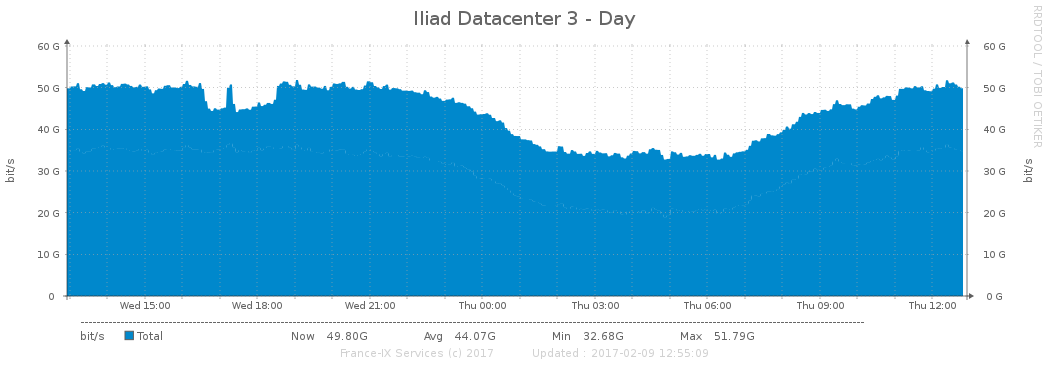 Iliad Datacenter 3 - Day
RRDTOOL / TOBI OETIKER
bit/s
bit/s
60 G
50 G
40 G
30 G
20 G
10 G
0
60 G
50 G
40 G
30 G
20 G
10 G
0 G
Wed 15:00 Wed 18:00 Wed 21:00 Thu 00:00 Thu 03:00 Thu 06:00 Thu 09:00 Thu 12:00
bit/s Total Now 49.80G Avg 44.07G Min 32.68G Max 51.79G
France-IX Services (c) 2017 Updated : 2017-02-09 12:55:09